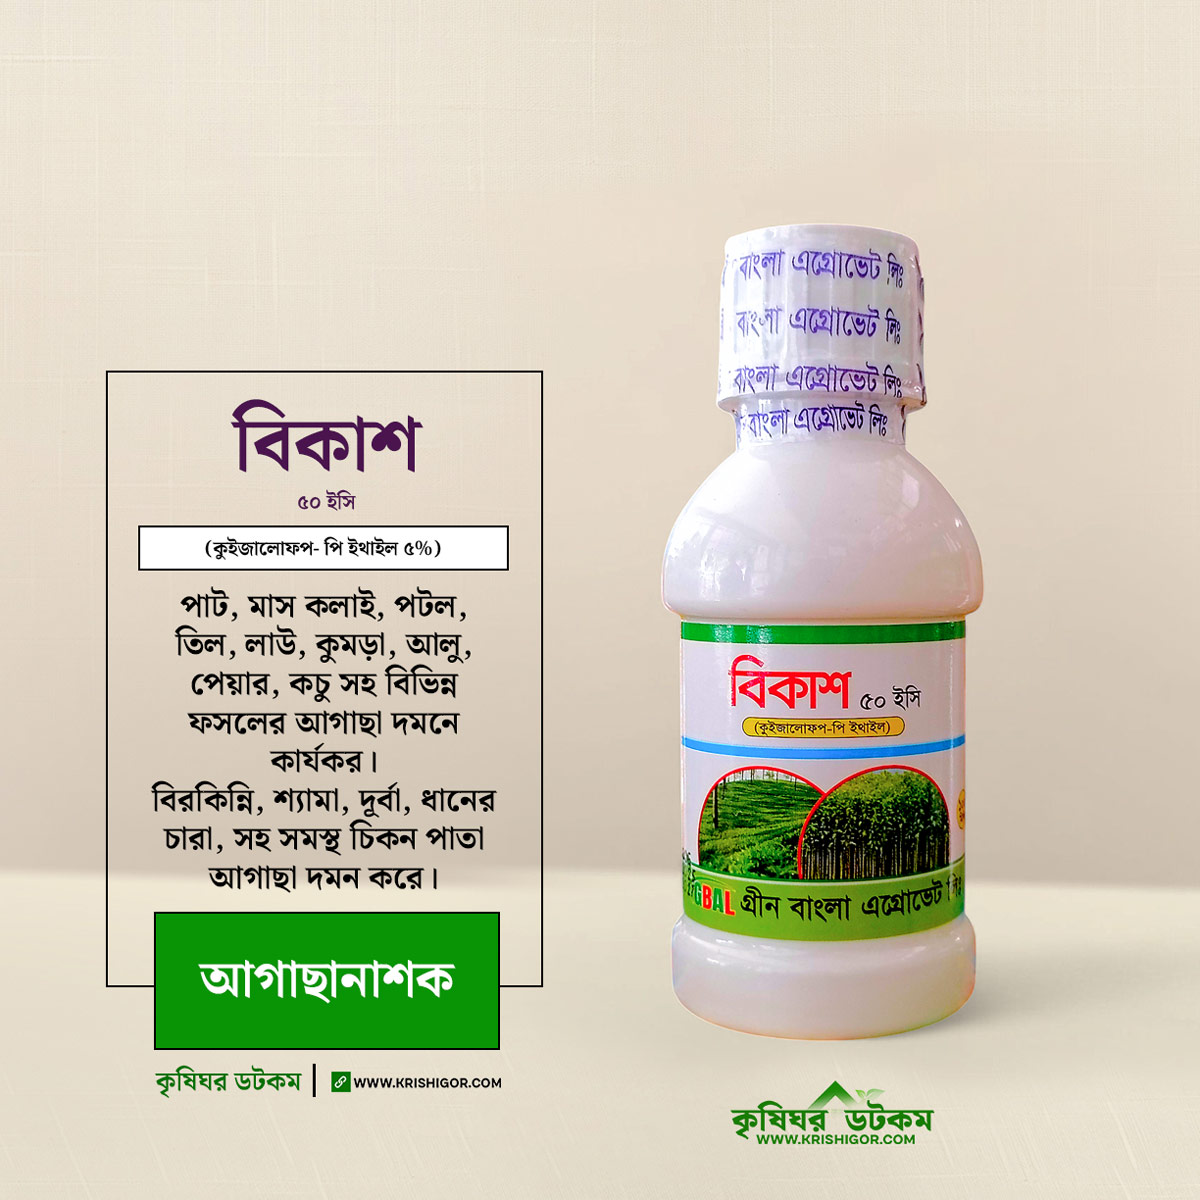 বিকাশ
৫০ ইসি
(কুইজালোফপ- পি ইথাইল ৫%)
পাট, মাস কলাই, পটল,
তিল, লাউ, কুমড়া, আলু,
পেয়ার, কচু সহ বিভিন্ন
ফসলের আগাছা দমনে
কার্যকর।
বিরকিন্নি, শ্যামা, দূর্বা, ধানের
চারা, সহ সমস্থ চিকন পাতা
আগাছা দমন করে।
আগাছানাশক
কৃষিঘর ডটকম | WWW.KRISHIGOR.COM
বাংলা এগ্রোভেট লিঃ
বাংলা এগ্রোভেট লিঃ
বাংলা এগ্রোভেট লিঃ
বাংলা এগ্রোভেট লিঃ
বিকাশ ৫০ ইসি
(কুইজালোফপ-পি ইথাইল)
GBAL গ্রীন বাংলা এগ্রোভেট লিঃ
কৃষিঘর ডটকম
WWW.KRISHIGOR.COM